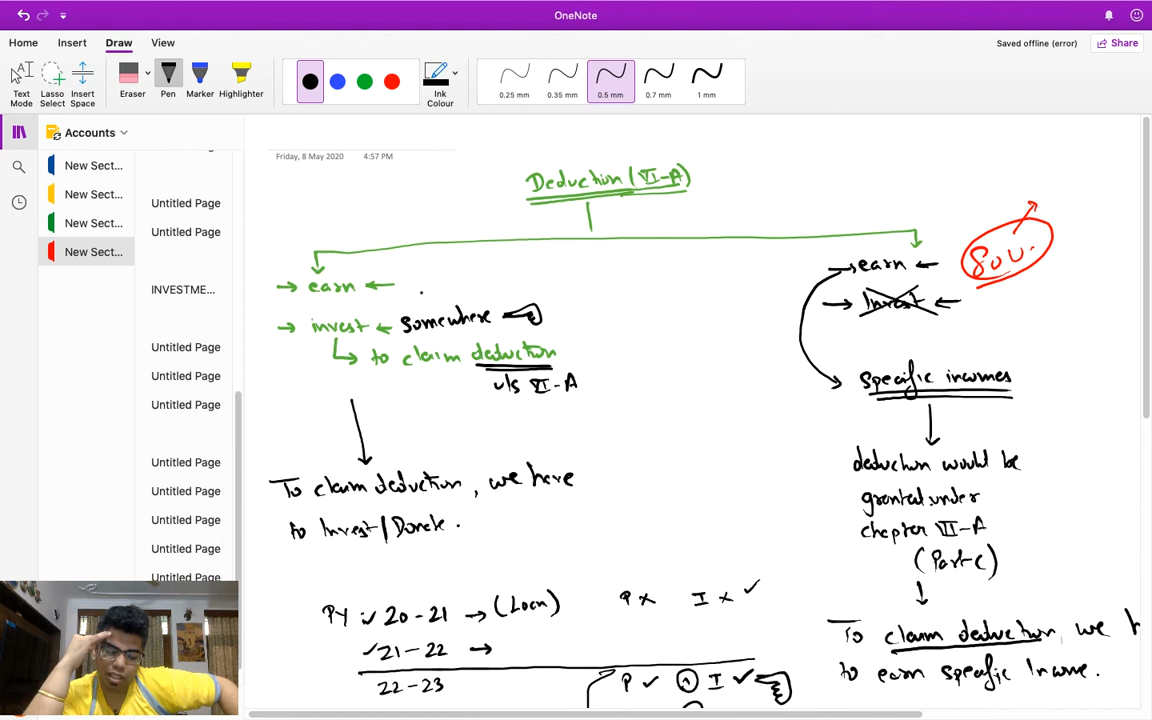 OneNote
Home Insert Draw View
Saved offline (error) Share
Text Mode
Lasso Select
Insert Space
Eraser
Pen
Marker
Highlighter
Ink Colour
0.25 mm 0.35 mm 0.5 mm 0.7 mm 1 mm
Accounts
New Sect...
New Sect...
New Sect...
New Sect...
Untitled Page
Untitled Page
INVESTME...
Untitled Page
Untitled Page
Untitled Page
Untitled Page
Untitled Page
Untitled Page
Untitled Page
Untitled Page
Friday, 8 May 2020 4:57 PM
Deduction (VI-A)
→ earn ←
→ invest ← somewhere
↳ to claim deduction
u/s VI-A
To claim deduction, we have
to Invest/Donate.
PY ✓ 20-21 → (Loan) P × I × ✓
✓ 21-22 →
22-23 P ✓ I ✓
→ earn ←
→ Invest ←
80U.
specific incomes
deduction would be
granted under
chapter VI-A
(Part-C)
To claim deduction, we h
to earn specific Income.